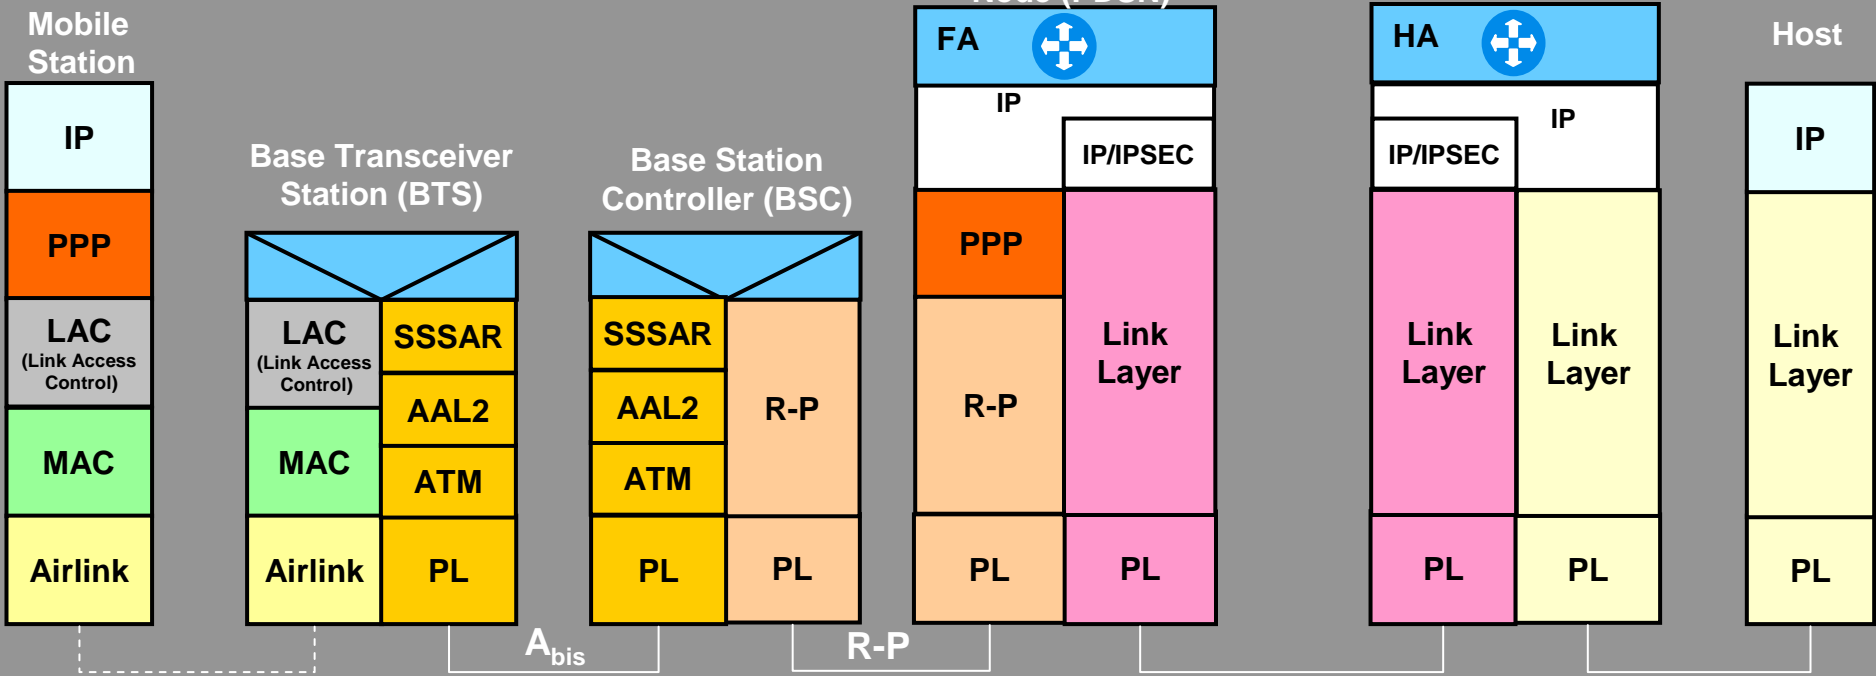 Mobile
Station
IP
PPP
LAC
(Link Access
Control)
MAC
Airlink
Base Transceiver
Station (BTS)
LAC
(Link Access
Control)
MAC
Airlink
SSSAR
AAL2
ATM
PL
A bis
Base Station
Controller (BSC)
SSSAR
AAL2
ATM
PL
R-P
PL
R-P
FA
IP
IP/IPSEC
PPP
R-P
PL
Link
Layer
PL
HA
IP
IP/IPSEC
Link
Layer
PL
Link
Layer
PL
Host
IP
Link
Layer
PL